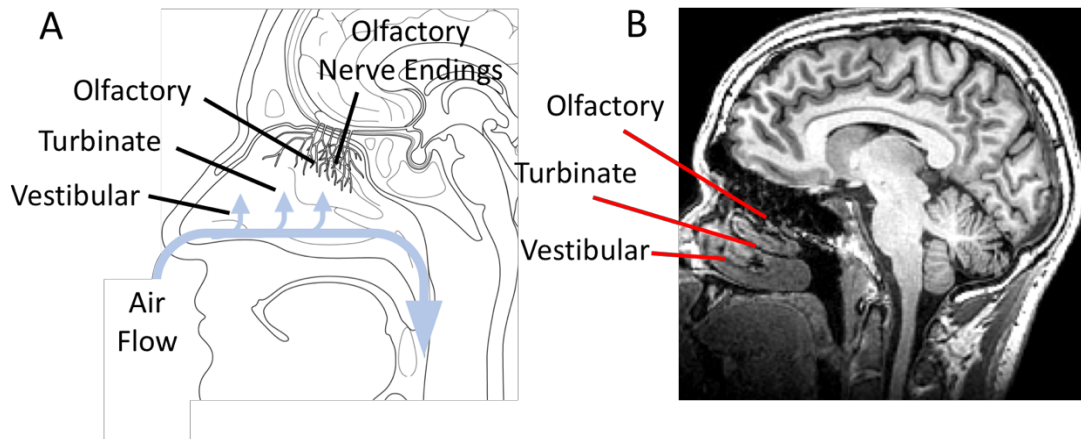 A
Olfactory
Nerve Endings
Olfactory
Turbinate
Vestibular
Air
Flow
B
Olfactory
Turbinate
Vestibular